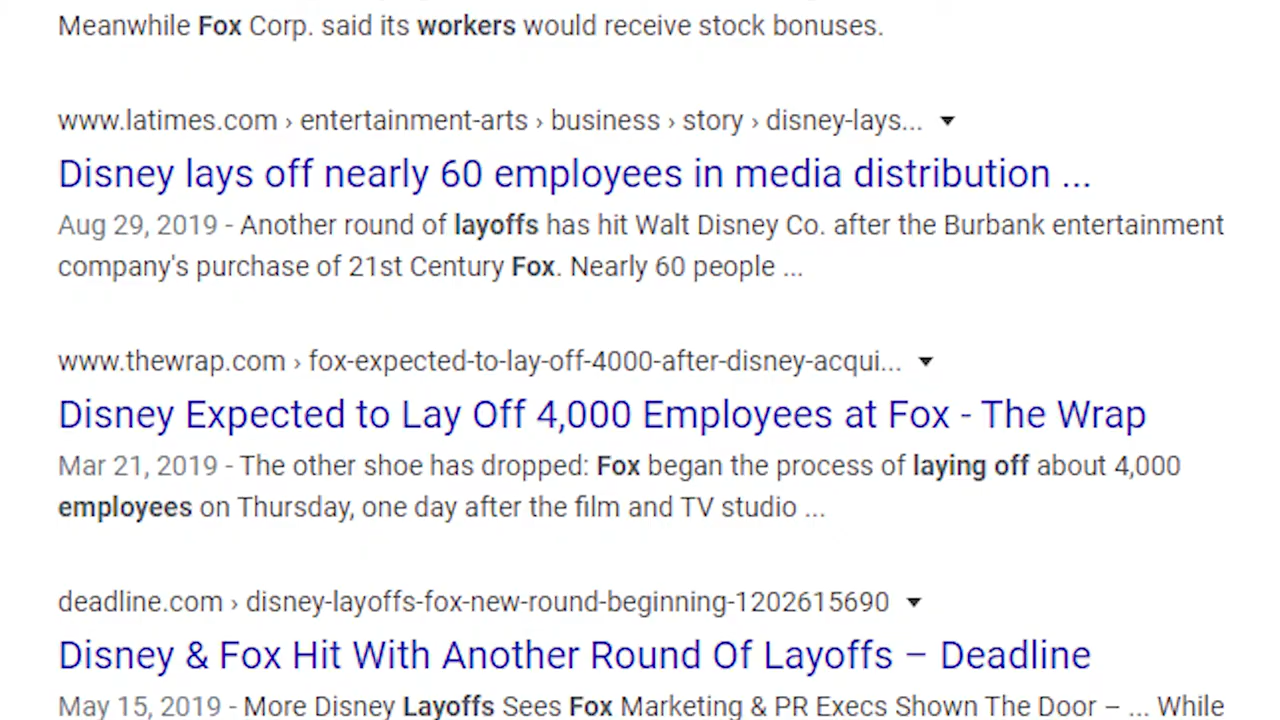 Meanwhile Fox Corp. said its workers would receive stock bonuses.
www.latimes.com › entertainment-arts › business › story › disney-lays...
Disney lays off nearly 60 employees in media distribution ...
Aug 29, 2019 - Another round of layoffs has hit Walt Disney Co. after the Burbank entertainment
company's purchase of 21st Century Fox. Nearly 60 people ...
www.thewrap.com › fox-expected-to-lay-off-4000-after-disney-acqui...
Disney Expected to Lay Off 4,000 Employees at Fox - The Wrap
Mar 21, 2019 - The other shoe has dropped: Fox began the process of laying off about 4,000
employees on Thursday, one day after the film and TV studio ...
deadline.com › disney-layoffs-fox-new-round-beginning-1202615690
Disney & Fox Hit With Another Round Of Layoffs – Deadline
May 15, 2019 - More Disney Layoffs Sees Fox Marketing & PR Execs Shown The Door – ... While